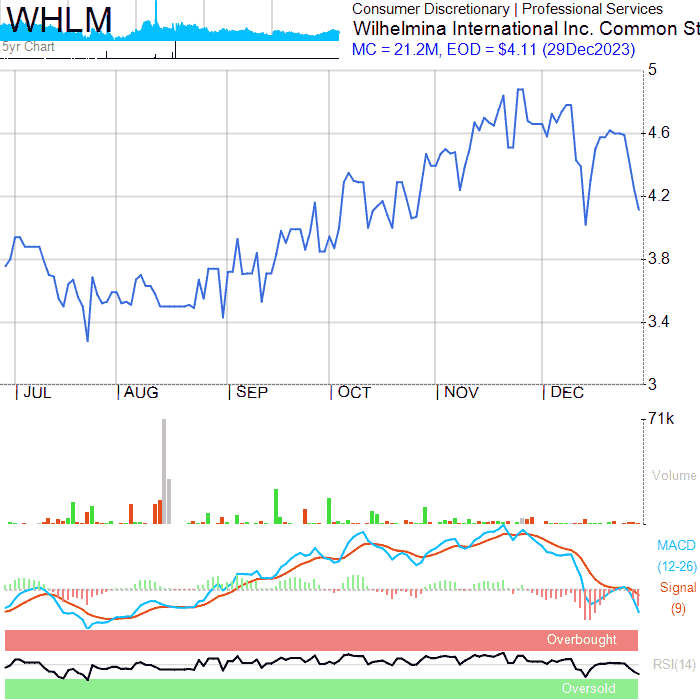 WHLM
5yr Chart
Consumer Discretionary | Professional Services
Wilhelmina International Inc. Common St
MC = 21.2M, EOD = $4.11 (29Dec2023)
5
4.6
4.2
3.8
3.4
3
JUL AUG SEP OCT NOV DEC
71k
Volume
MACD
(12-26)
Signal
(9)
Overbought
RSI(14)
Oversold